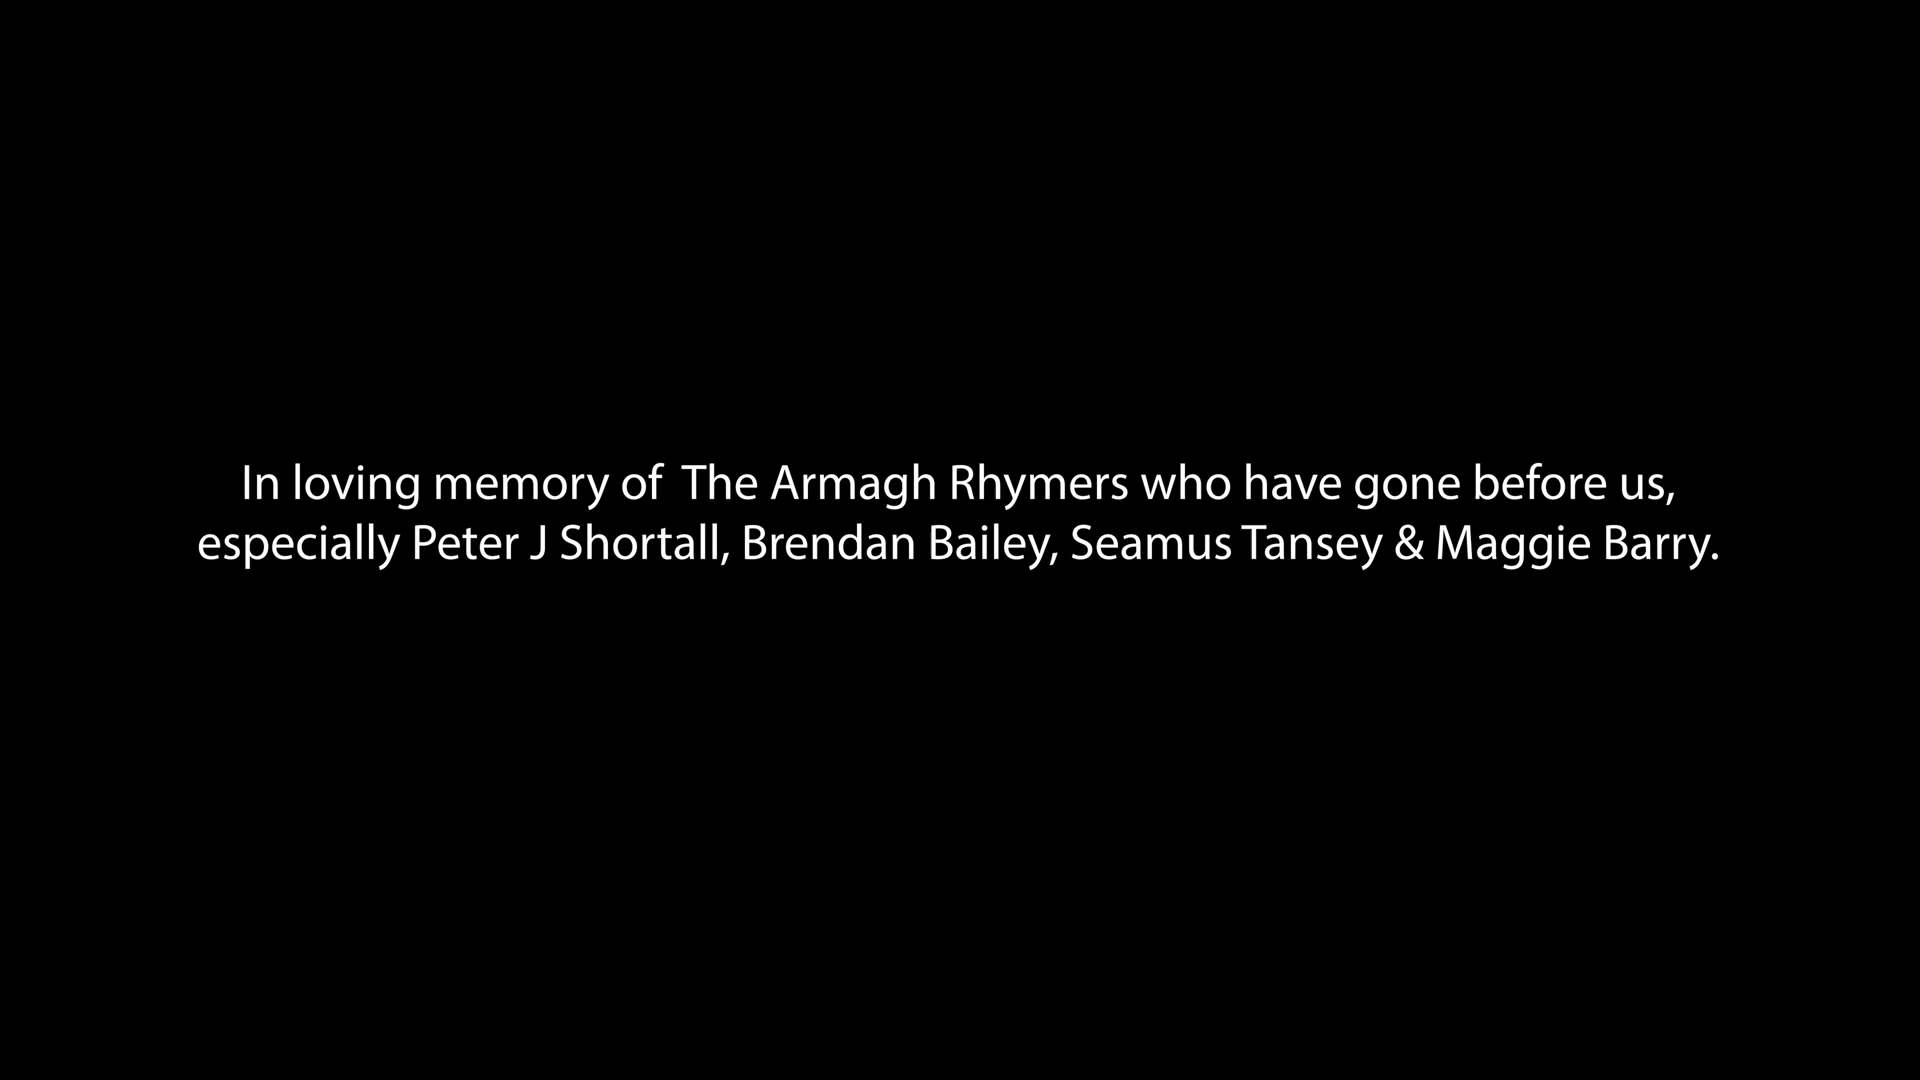 In loving memory of  The Armagh Rhymers who have gone before us,
especially Peter J Shortall, Brendan Bailey, Seamus Tansey & Maggie Barry.